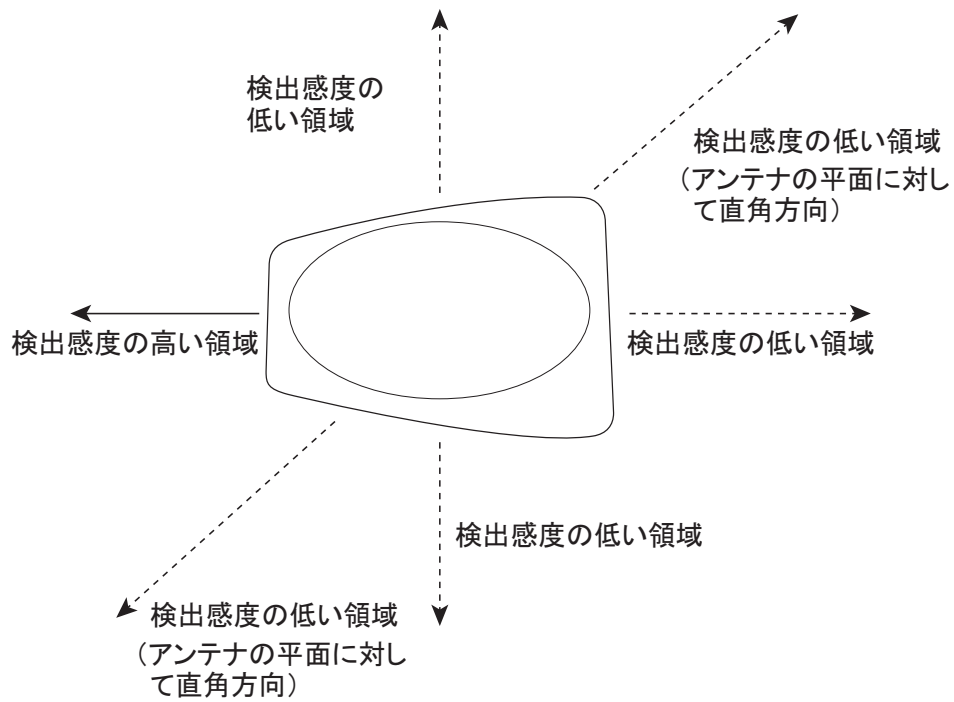 検出感度の
低い領域
検出感度の低い領域
（アンテナの平面に対し
て直角方向）
検出感度の高い領域
検出感度の低い領域
検出感度の低い領域
検出感度の低い領域
（アンテナの平面に対し
て直角方向）